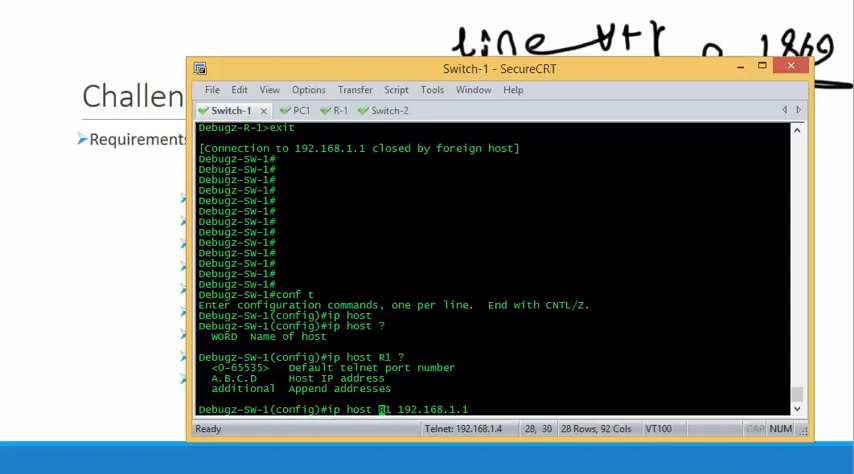 line vty 0 1869
Challen
Requirements
Switch-1 - SecureCRT
File Edit View Options Transfer Script Tools Window Help
Switch-1 PC1 R-1 Switch-2
Debugz-R-1>exit
[Connection to 192.168.1.1 closed by foreign host]
Debugz-SW-1#
Debugz-SW-1#
Debugz-SW-1#
Debugz-SW-1#
Debugz-SW-1#
Debugz-SW-1#
Debugz-SW-1#
Debugz-SW-1#
Debugz-SW-1#
Debugz-SW-1#
Debugz-SW-1#
Debugz-SW-1#
Debugz-SW-1#
Debugz-SW-1#conf t
Enter configuration commands, one per line. End with CNTL/Z.
Debugz-SW-1(config)#ip host
Debugz-SW-1(config)#ip host ?
WORD Name of host
Debugz-SW-1(config)#ip host R1 ?
<0-65535> Default telnet port number
A.B.C.D Host IP address
additional Append addresses
Debugz-SW-1(config)#ip host R1 192.168.1.1
Ready Telnet: 192.168.1.4 28, 30 28 Rows, 92 Cols VT100 CAP NUM